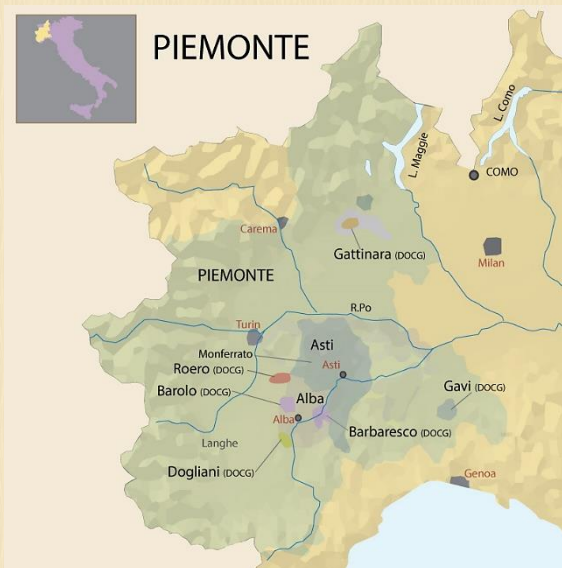 PIEMONTE
L. Como
L. Maggie
COMO
Carema
Gattinara (DOCG)
Milan
PIEMONTE
R.Po
Turin
Asti
Monferrato
Asti
Roero (DOCG)
Barolo (DOCG)
Alba
Gavi (DOCG)
Alba
Barbaresco (DOCG)
Langhe
Dogliani (DOCG)
Genoa